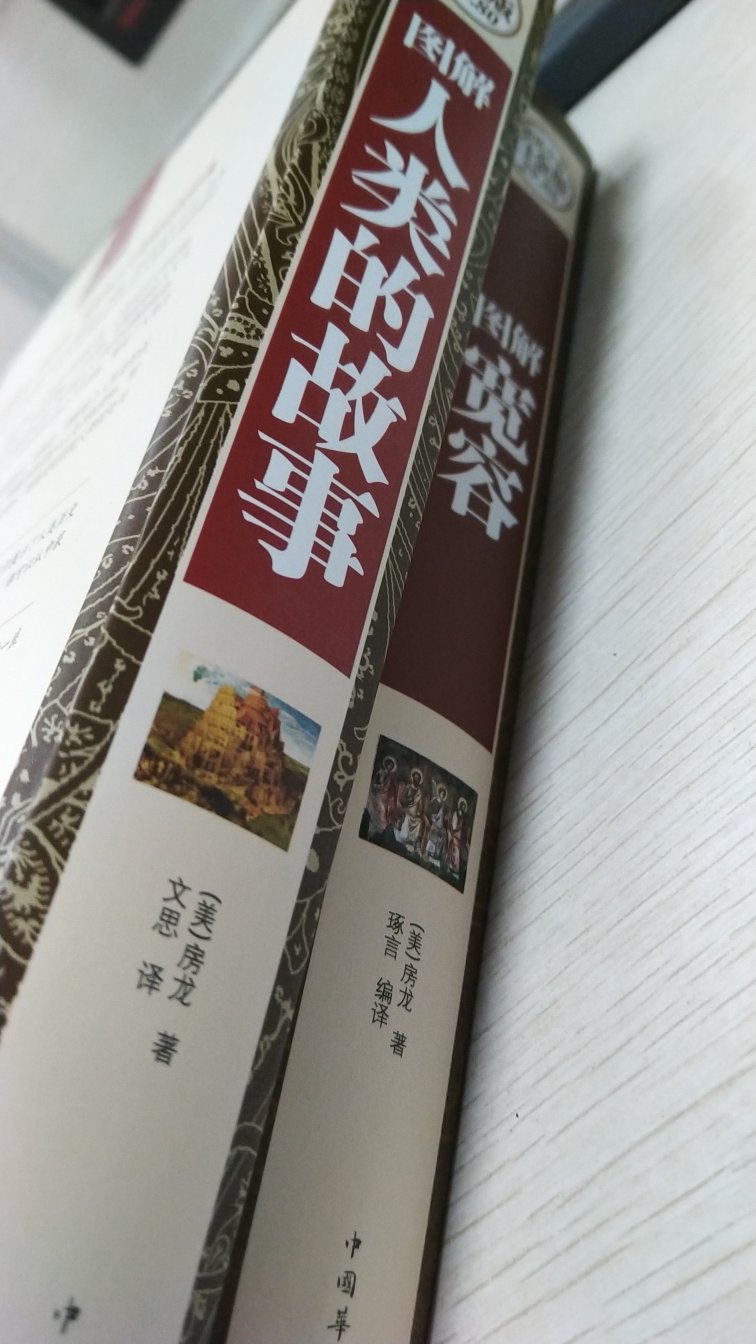 图解
人类的故事
(美)房龙 著
文思 译
中
图解
宽容
(美)房龙 著
琢言 编译
中國華